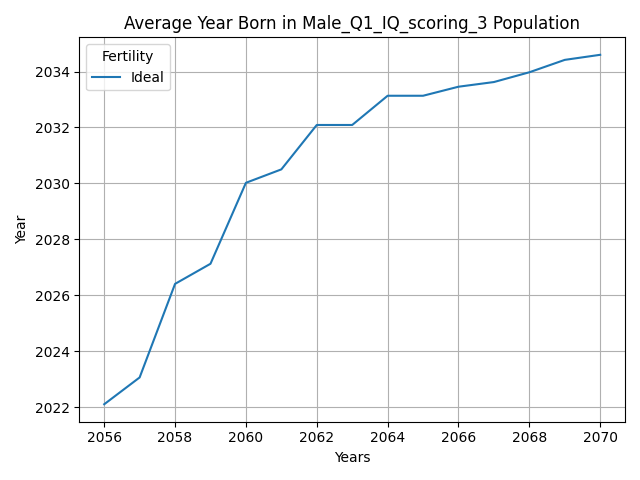 Average Year Born in Male_Q1_IQ_scoring_3 Population
Fertility
Ideal
Year
2034
2032
2030
2028
2026
2024
2022
2056 2058 2060 2062 2064 2066 2068 2070
Years